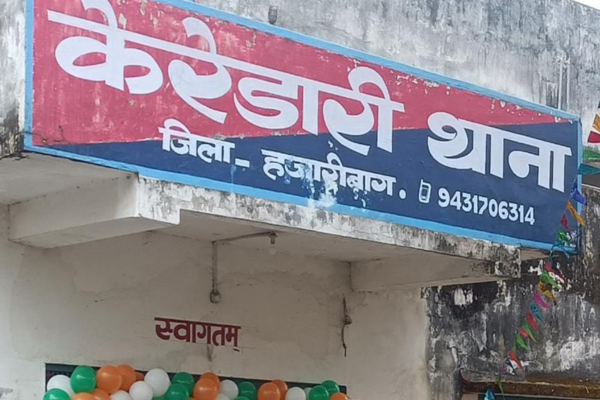 केरेडारी थाना
जिला - हजारीबाग. 9431706314
स्वागतम्